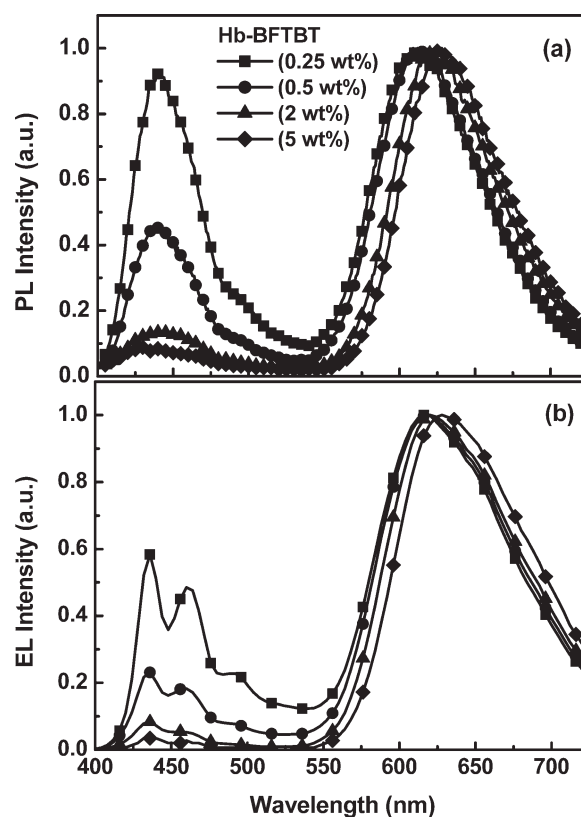 Hb-BFTBT
(0.25 wt%)
(0.5 wt%)
(2 wt%)
(5 wt%)
(a)
PL Intensity (a.u.)
1.0
0.8
0.6
0.4
0.2
0.0
(b)
EL Intensity (a.u.)
1.0
0.8
0.6
0.4
0.2
0.0
400 450 500 550 600 650 700
Wavelength (nm)